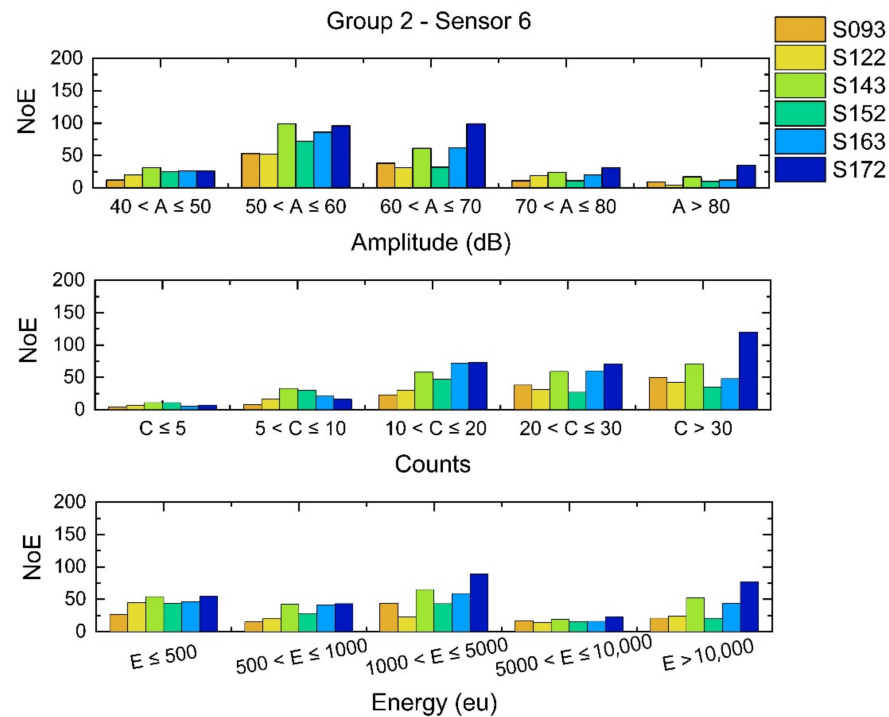 Group 2 - Sensor 6
S093
S122
S143
S152
S163
S172
NoE
200
150
100
50
0
40 < A ≤ 50
50 < A ≤ 60
60 < A ≤ 70
70 < A ≤ 80
A > 80
Amplitude (dB)
NoE
200
150
100
50
0
C ≤ 5
5 < C ≤ 10
10 < C ≤ 20
20 < C ≤ 30
C > 30
Counts
NoE
200
150
100
50
0
E ≤ 500
500 < E ≤ 1000
1000 < E ≤ 5000
5000 < E ≤ 10,000
E > 10,000
Energy (eu)